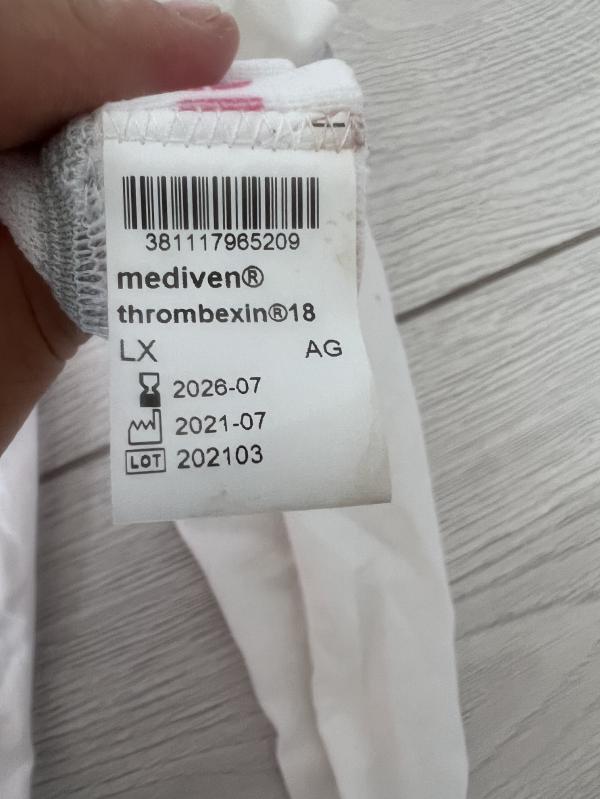 381117965209
mediven®
thrombexin®18
LX AG
2026-07
2021-07
LOT 202103